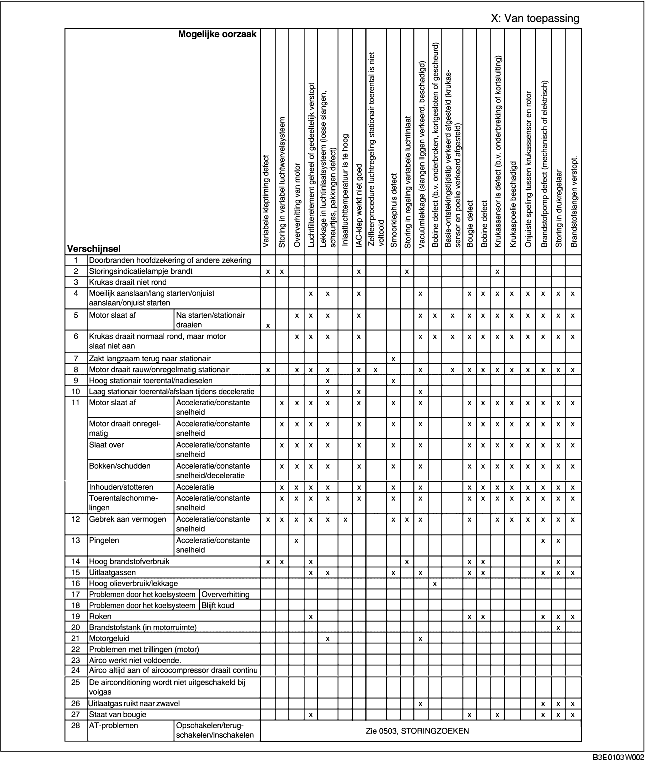 X: Van toepassing
Mogelijke oorzaak
Variabele kleptiming defect
Storing in variabel luchtwervelsysteem
Oververhitting van motor
Luchtfilterelement geheel of gedeeltelijk verstopt
Lekkage in luchtinlaatsysteem (losse slangen,
scheurtjes, pakkingen defect)
Inlaatluchttemperatuur is te hoog
IAC-klep werkt niet goed
Zelfleerprocedure luchtregeling stationair toerental is niet
voltooid
Smoorklephuis defect
Storing in regeling variabele luchtinlaat
Vacuümlekkage (slangen liggen verkeerd, beschadigd)
Bobine defect (b.v. onderbroken, kortgesloten of gescheurd)
Basis-ontstekingstijdstip verkeerd afgesteld (krukas-
sensor en poelie verkeerd afgesteld)
Bougie defect
Bobine defect
Krukassensor is defect (b.v. onderbreking of kortsluiting)
Krukaspoelie beschadigd
Onjuiste speling tussen krukassensor en rotor
Brandstofpomp defect (mechanisch of elektrisch)
Storing in drukregelaar
Brandstofslangen verstopt.
Verschijnsel
1 Doorbranden hoofdzekering of andere zekering
2 Storingsindicatielampje brandt x x x x x
3 Krukas draait niet
4 Moeilijk aanslaan/lang starten/onjuist x x x x x x x x x x x
aanslaan/onjuist starten
5 Motor slaat af Na starten/stationair x x x x x x x x x x x x x x
draaien x
6 Krukas draait normaal rond, maar motor x x x x x x x x x x x x x x
slaat niet aan
7 Zakt langzaam terug naar stationair x
8 Motor draait rauw/onregelmatig stationair x x x x x x x x x x x x x x x
9 Hoog stationair toerental/nadieselen x x
10 Laag stationair toerental/afslaan tijdens deceleratie x x x
11 Motor slaat af Acceleratie/constante x x x x x x x x x x x x x x
snelheid
Motor draait onregel- Acceleratie/constante x x x x x x x x x x x x x x
matig snelheid
Slaat over Acceleratie/constante x x x x x x x x x x x x x x
snelheid
Bokken/schudden Acceleratie/constante x x x x x x x x x x x x x x
snelheid/deceleratie
Inhouden/stotteren Acceleratie x x x x x x x x x x x x x x
Toerentalschomme- Acceleratie/constante x x x x x x x x x x x x x x
lingen snelheid
12 Gebrek aan vermogen Acceleratie/constante x x x x x x x x x x x x x x x
snelheid
13 Pingelen Acceleratie/constante x x x
snelheid
14 Hoog brandstofverbruik x x x x x x x
15 Uitlaatgassen x x x x x x x x x
16 Hoog olieverbruik/lekkage x
17 Problemen door het koelsysteem Oververhitting
18 Problemen door het koelsysteem Blijft koud
19 Roken x x x x x x
20 Brandstofstank (in motorruimte) x
21 Motorgeluid x x
22 Problemen met trillingen (motor)
23 Airco werkt niet voldoende.
24 Airco altijd aan of aircocompressor draait continu
25 De airconditioning wordt niet uitgeschakeld bij
volgas
26 Uitlaatgas ruikt naar zwavel x x x x
27 Staat van bougie x x x x x x
28 AT-problemen Opschakelen/terug- Zie 0503, STORINGZOEKEN
schakelen/inschakelen
B3E0103W002